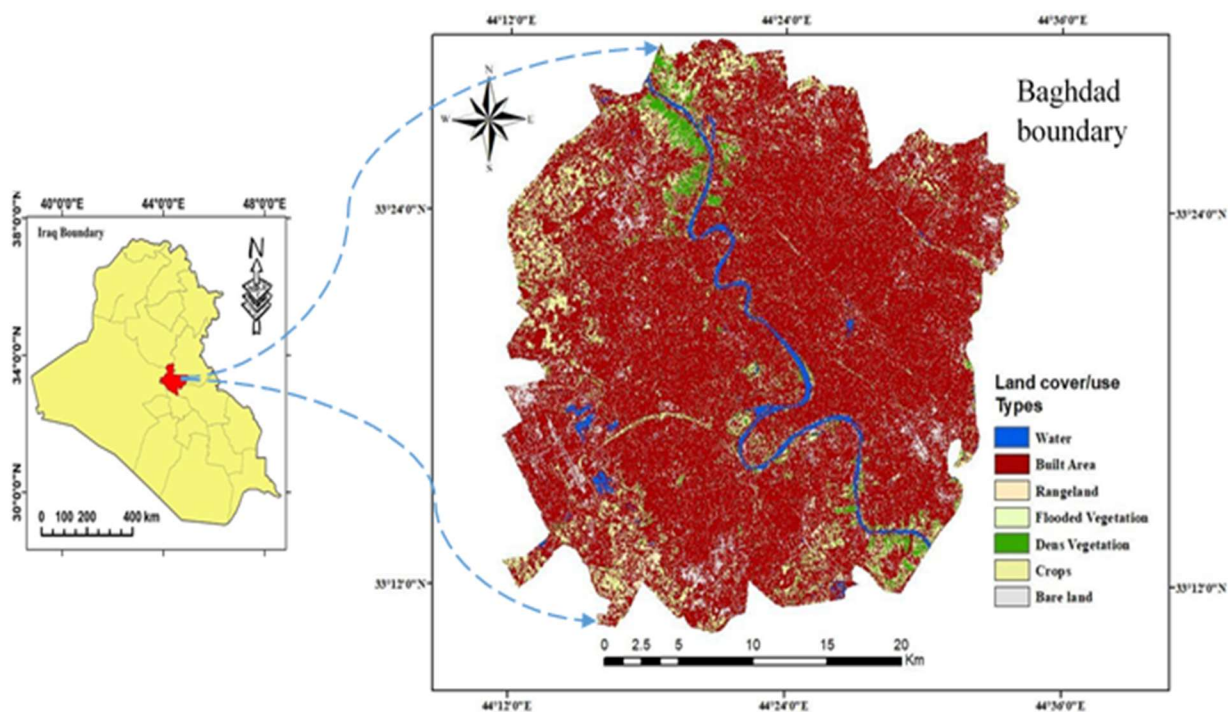 40°0'0"E 44°0'0"E 48°0'0"E
38°0'0"N
34°0'0"N
30°0'0"N
Iraq Boundary
N
0 100 200 400 km
44°12'0"E 44°24'0"E 44°36'0"E
33°24'0"N 33°24'0"N
33°12'0"N 33°12'0"N
44°12'0"E 44°24'0"E 44°36'0"E
N
W E
S
Baghdad
boundary
Land cover/use
Types
Water
Built Area
Rangeland
Flooded Vegetation
Dens Vegetation
Crops
Bare land
0 2.5 5 10 15 20
Km